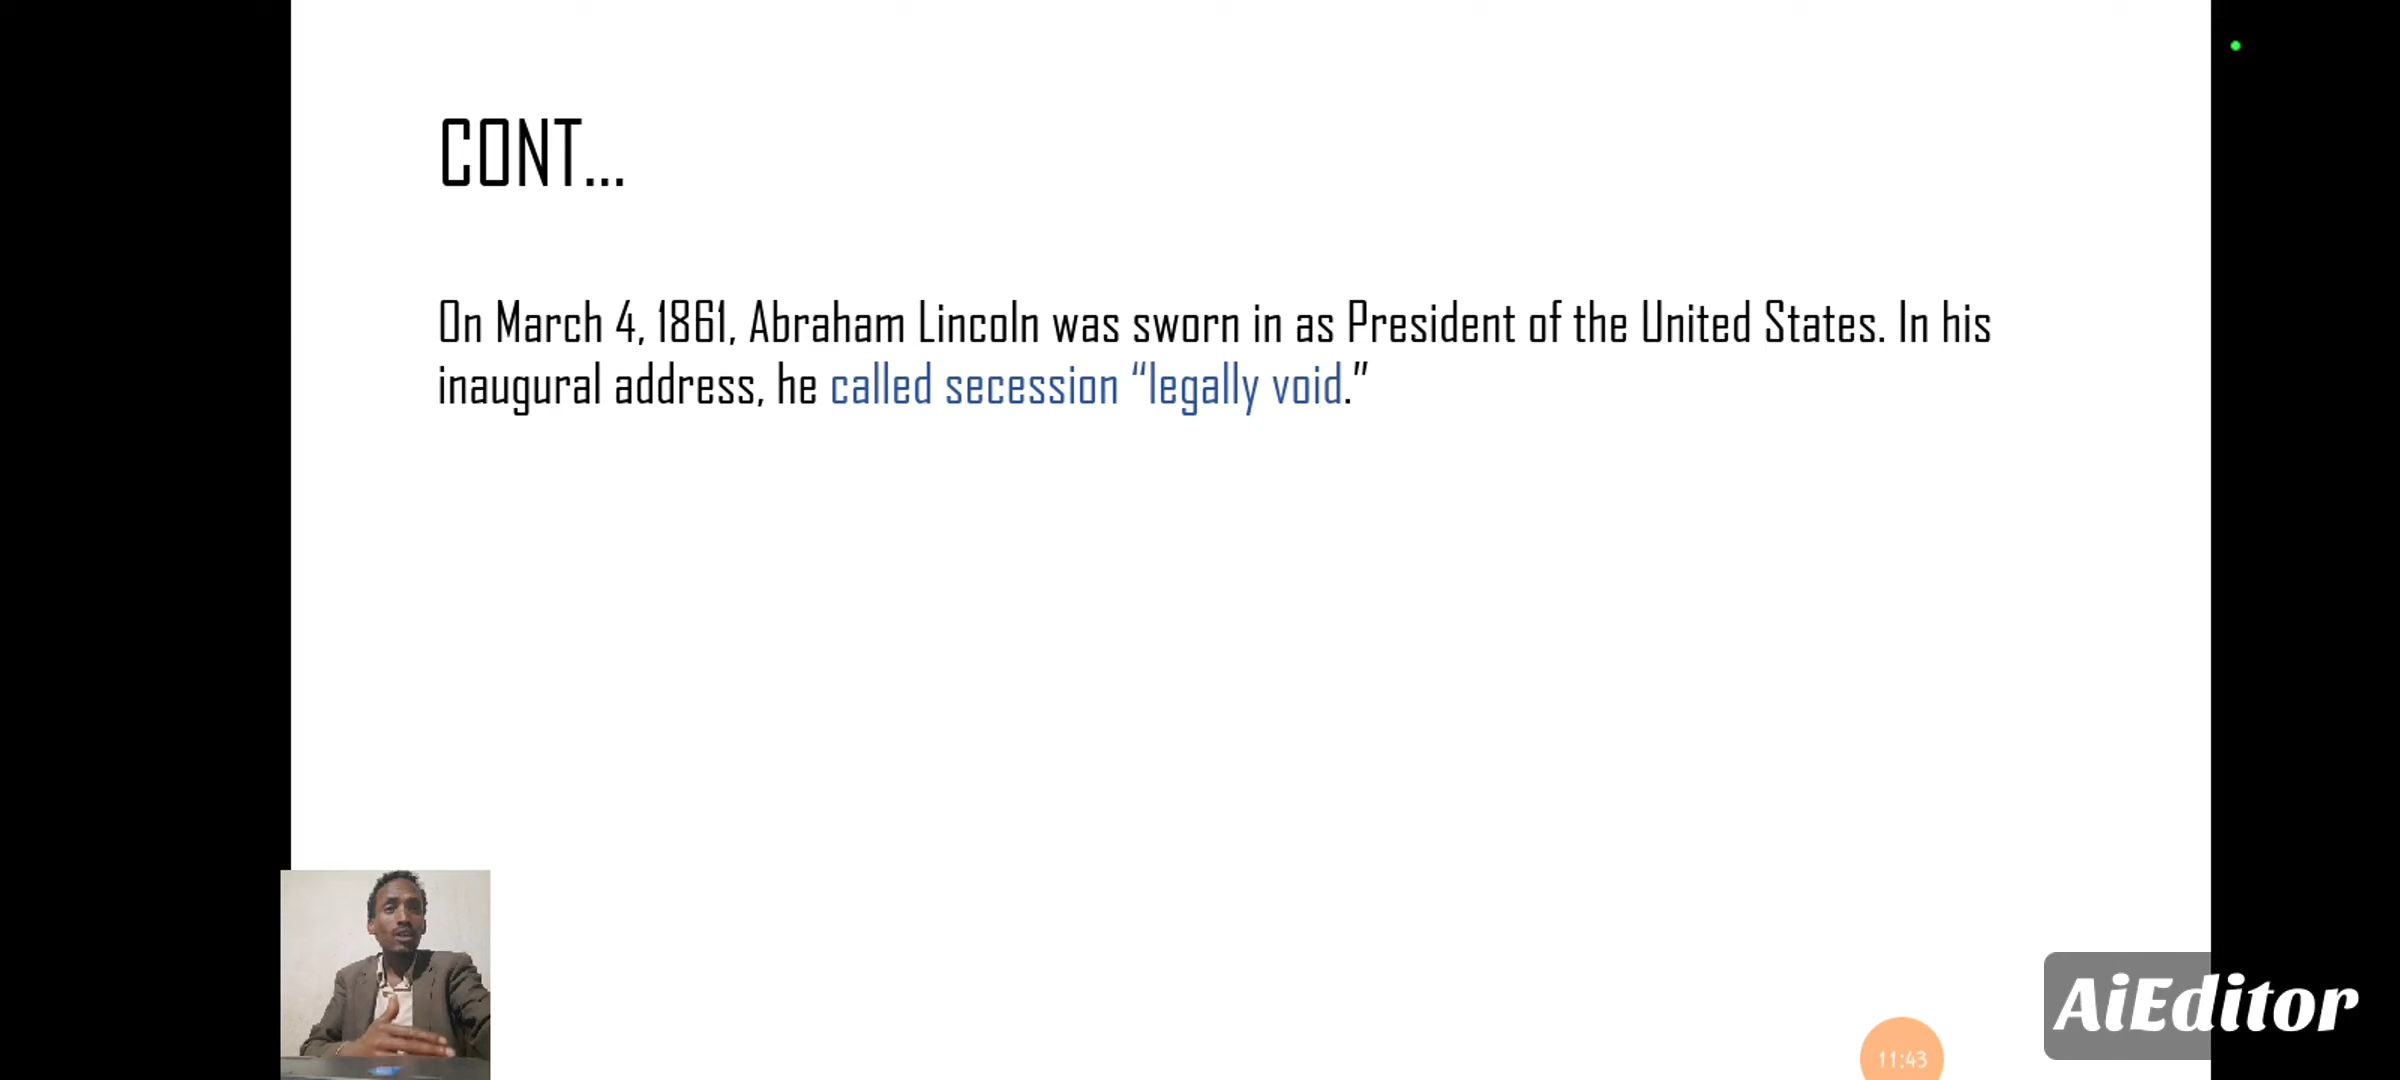 CONT...
On March 4, 1861, Abraham Lincoln was sworn in as President of the United States. In his
inaugural address, he called secession “legally void.”
AiEditor
11:43